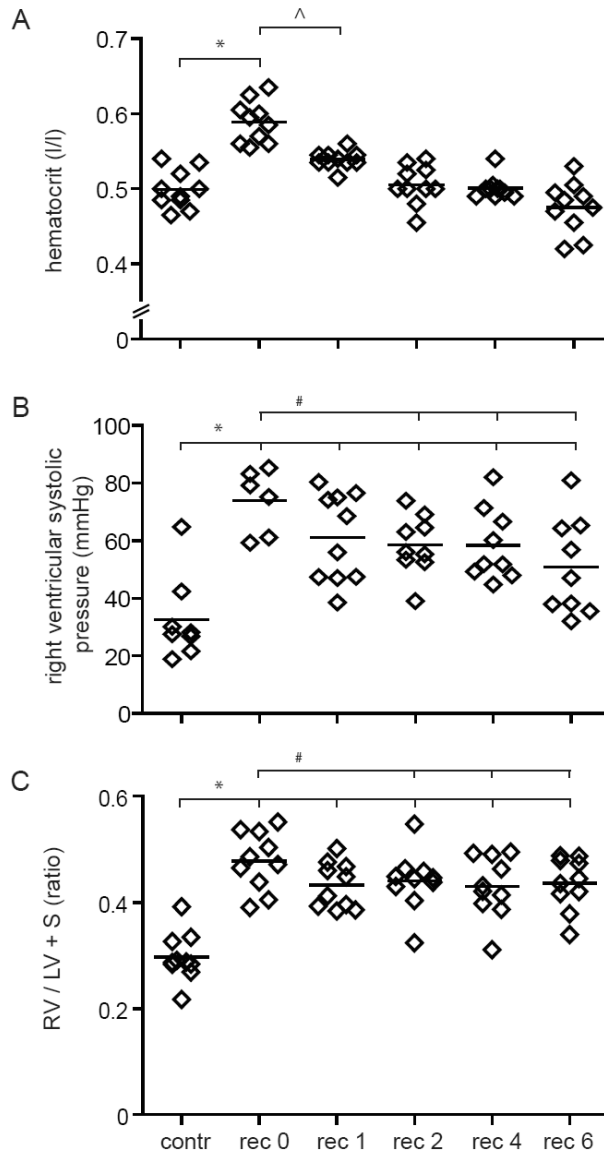 A
0.7
^
*
0.6
0.5
0.4
0
hematocrit (l/l)
B
#
*
100
80
60
40
20
0
right ventricular systolic
pressure (mmHg)
C
#
*
0.6
0.4
0.2
0
RV / LV + S (ratio)
contr rec 0 rec 1 rec 2 rec 4 rec 6